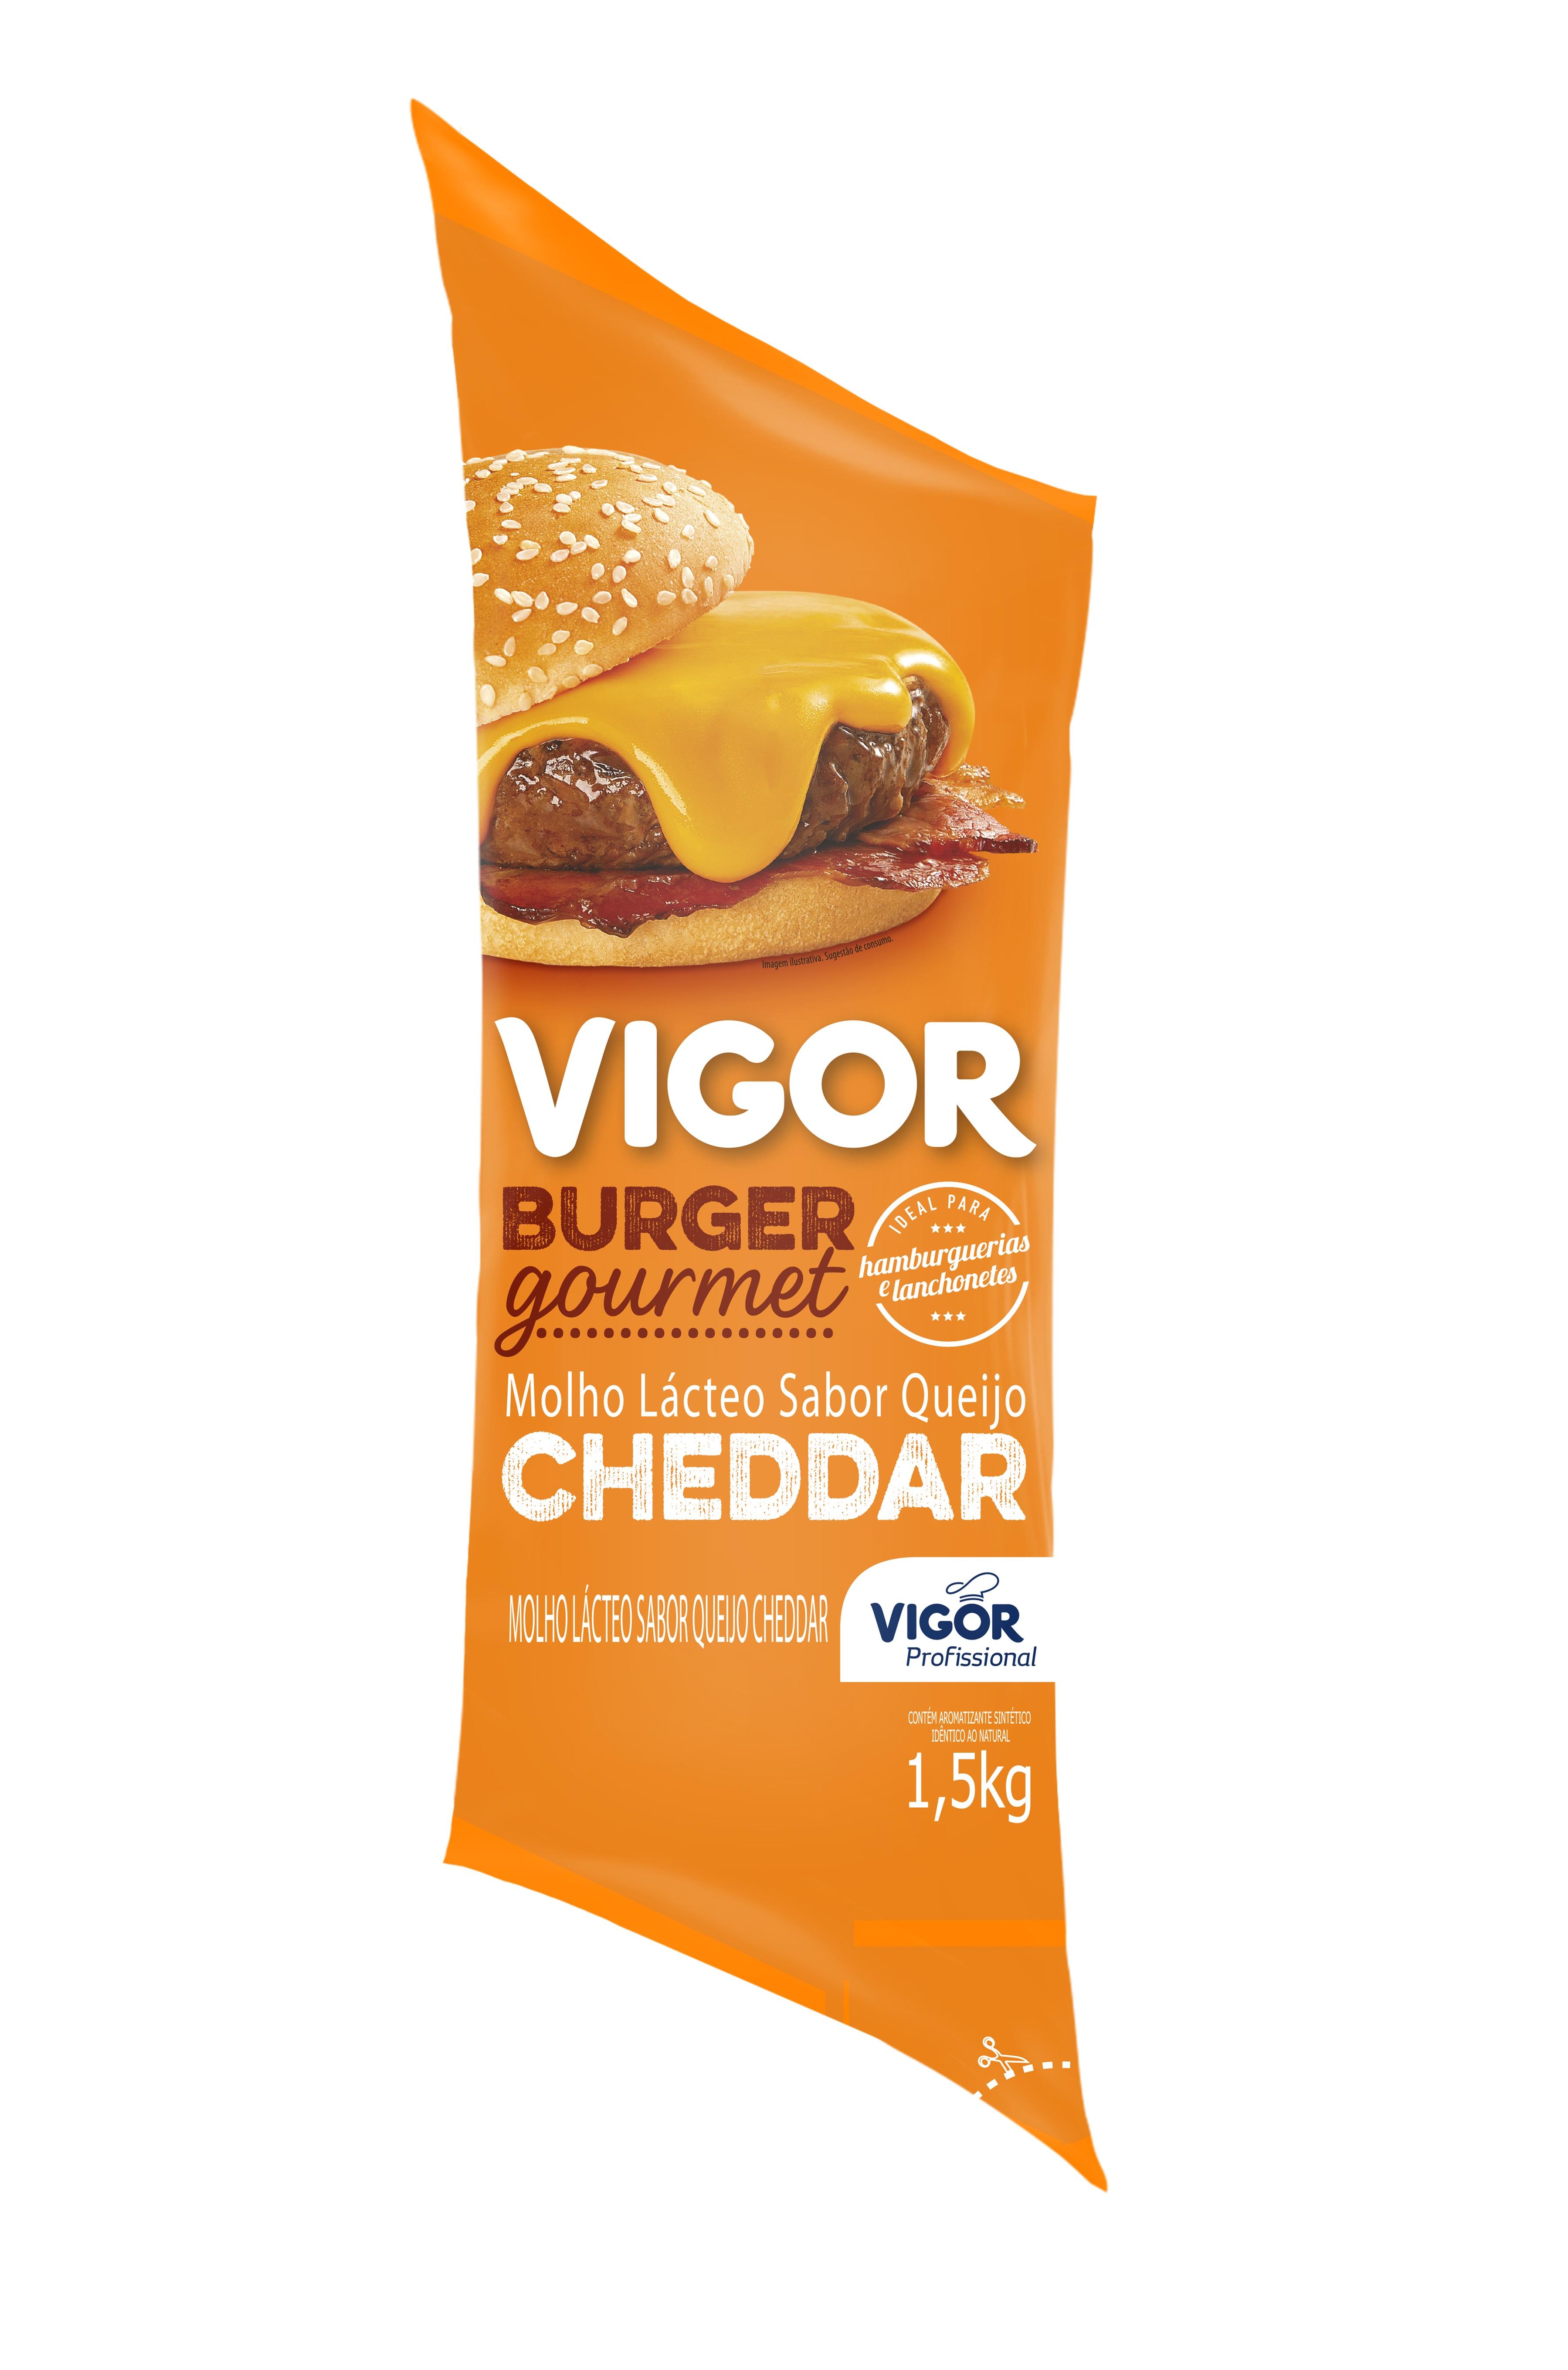 Imagem ilustrativa. Sugestão de consumo.
VIGOR
BURGER
gourmet
IDEAL PARA
hamburguerias
e lanchonetes
Molho Lácteo Sabor Queijo
CHEDDAR
MOLHO LÁCTEO SABOR QUEIJO CHEDDAR
VIGOR
Profissional
CONTÉM AROMATIZANTE SINTÉTICO
IDÊNTICO AO NATURAL
1,5kg